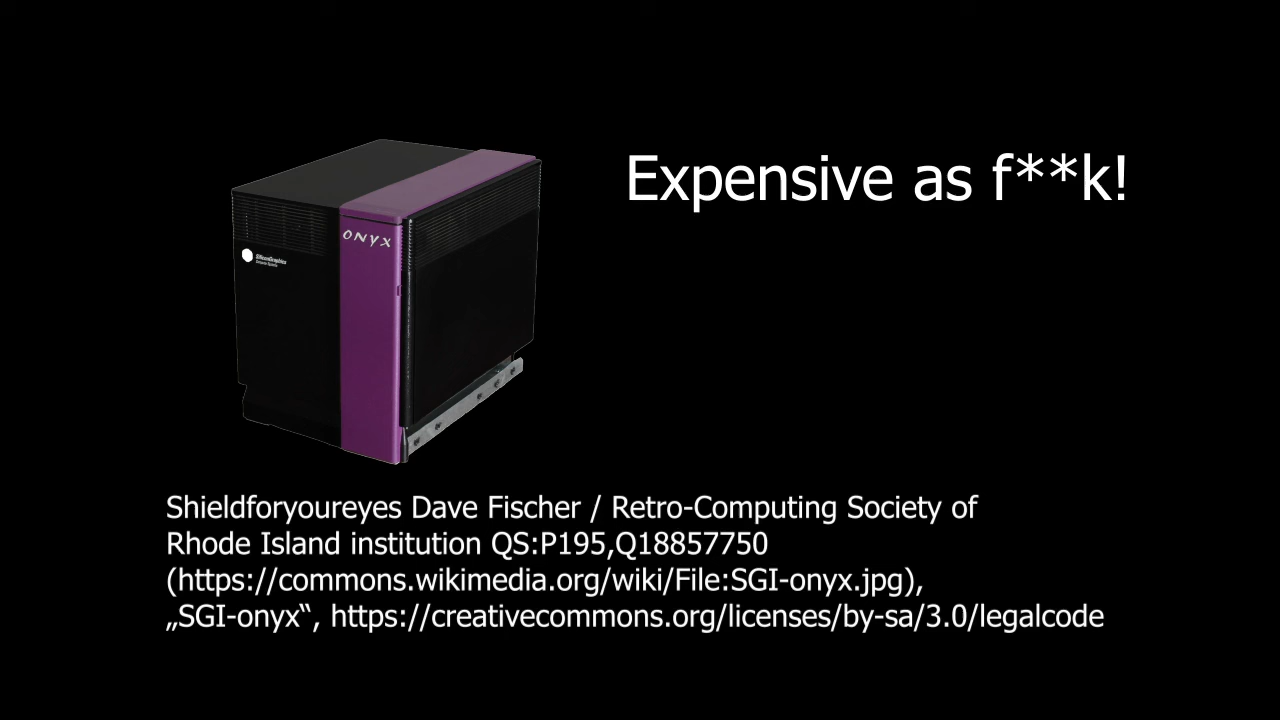 Expensive as f**k!
ONYX
SiliconGraphics
Shieldforyoureyes Dave Fischer / Retro-Computing Society of
Rhode Island institution QS:P195,Q18857750
(https://commons.wikimedia.org/wiki/File:SGI-onyx.jpg),
„SGI-onyx“, https://creativecommons.org/licenses/by-sa/3.0/legalcode